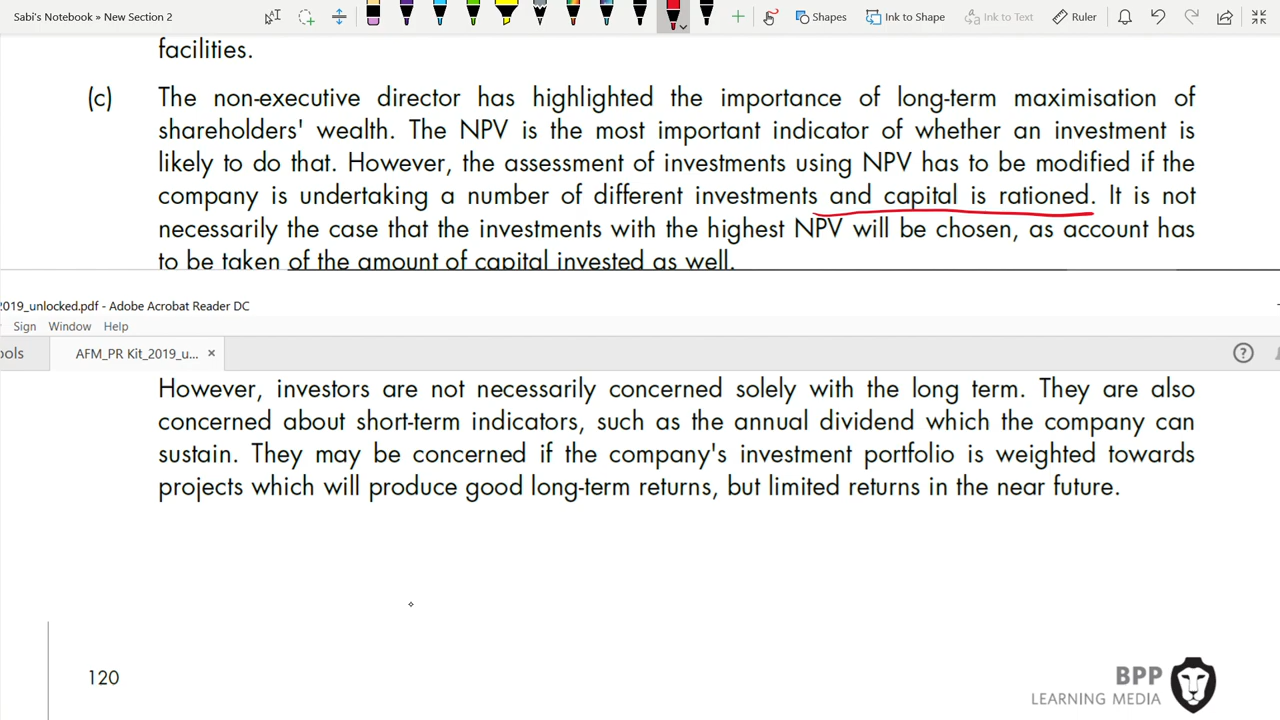 Sabi's Notebook » New Section 2
Shapes
Ink to Shape
Ink to Text
Ruler
facilities.
(c) The non-executive director has highlighted the importance of long-term maximisation of
shareholders' wealth. The NPV is the most important indicator of whether an investment is
likely to do that. However, the assessment of investments using NPV has to be modified if the
company is undertaking a number of different investments and capital is rationed. It is not
necessarily the case that the investments with the highest NPV will be chosen, as account has
to be taken of the amount of capital invested as well.
2019_unlocked.pdf - Adobe Acrobat Reader DC
Sign Window Help
ools AFM_PR Kit_2019_u... ×
However, investors are not necessarily concerned solely with the long term. They are also
concerned about short-term indicators, such as the annual dividend which the company can
sustain. They may be concerned if the company's investment portfolio is weighted towards
projects which will produce good long-term returns, but limited returns in the near future.
120
BPP
LEARNING MEDIA